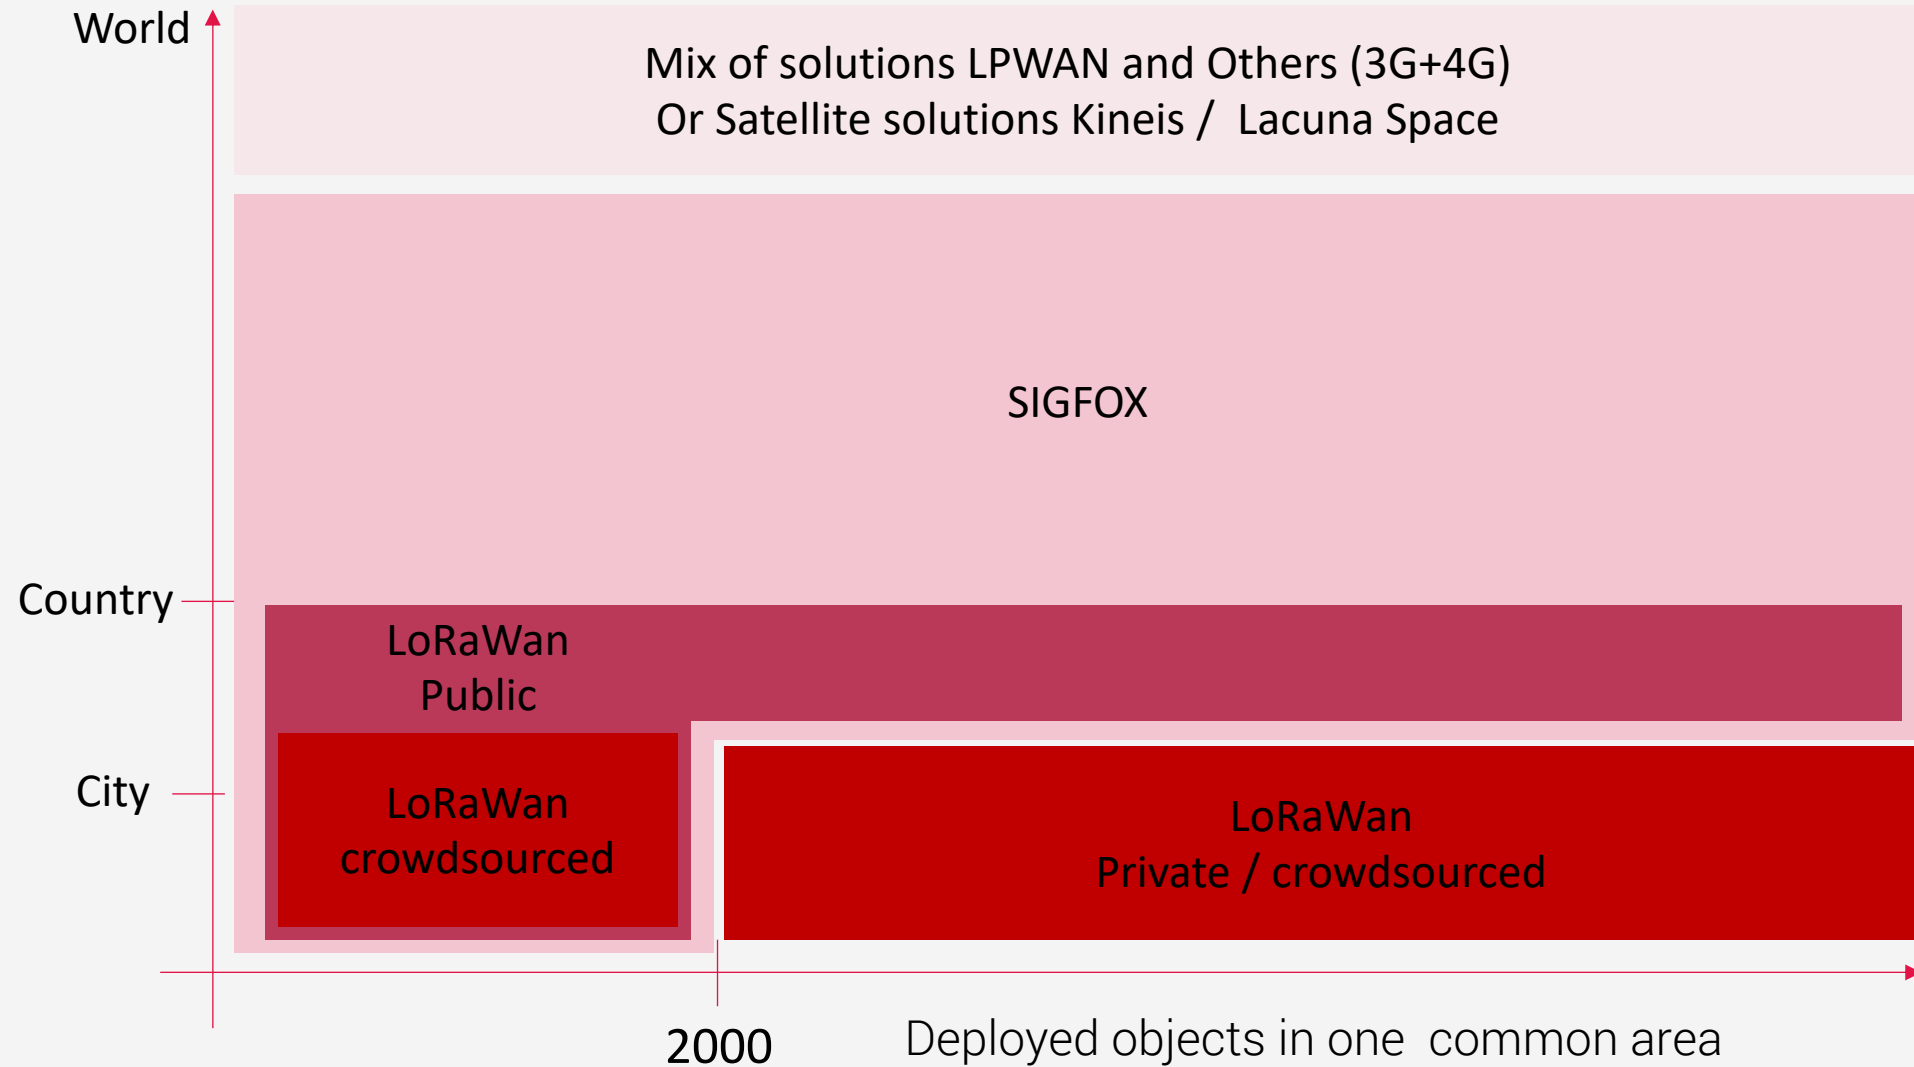 World
Mix of solutions LPWAN and Others (3G+4G)
Or Satellite solutions Kineis / Lacuna Space
SIGFOX
Country
LoRaWan
Public
City
LoRaWan
crowdsourced
LoRaWan
Private / crowdsourced
2000
Deployed objects in one common area